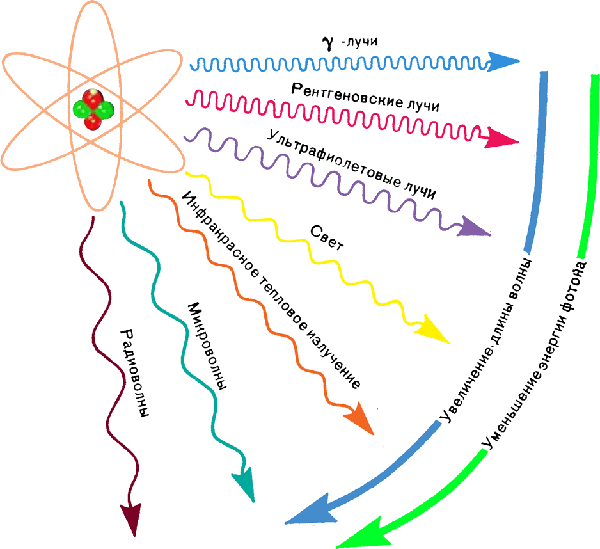 γ -лучи
Рентгеновские лучи
Ультрафиолетовые лучи
Свет
Инфракрасное тепловое излучение
Микроволны
Радиоволны
Увеличение длины волны
Уменьшение энергии фотона